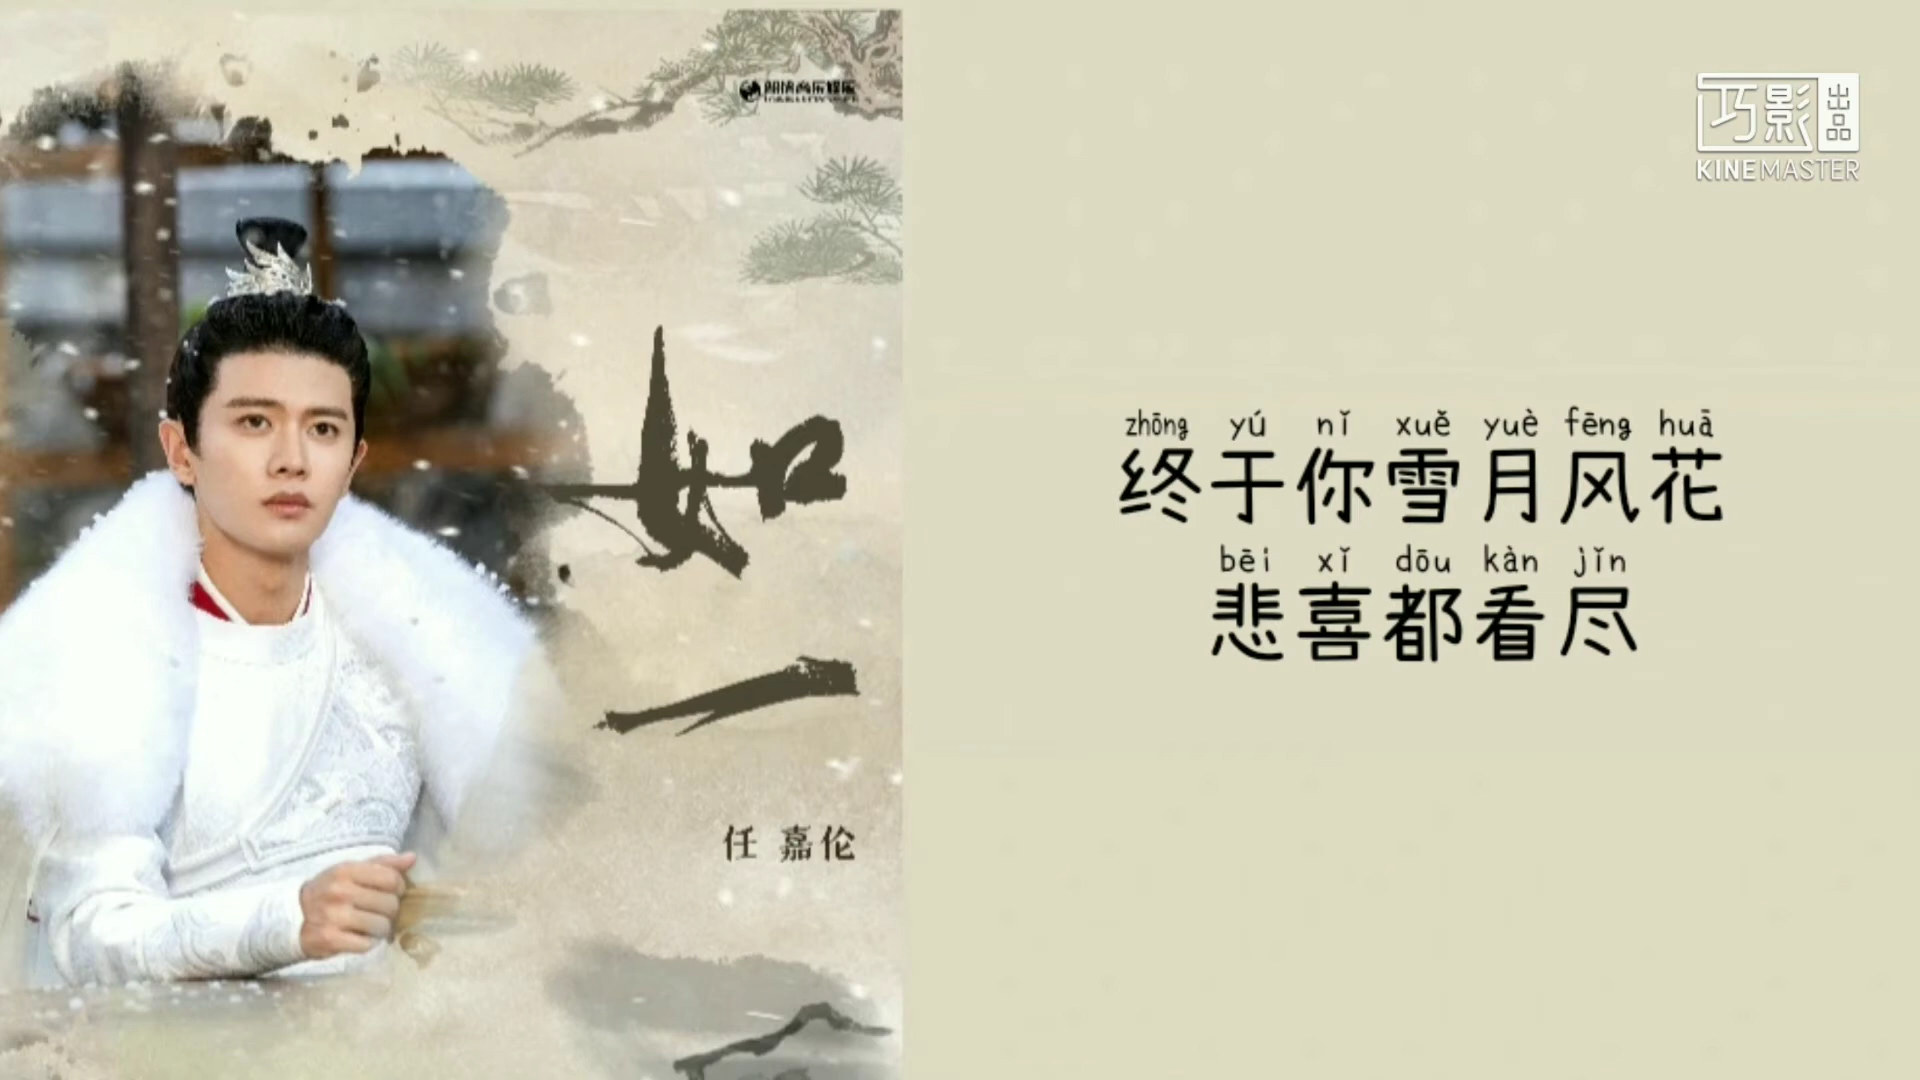 如一
任嘉伦
巧影出品
KINEMASTER
zhōng yú nǐ xuě yuè fēng huā
终于你雪月风花
bēi xǐ dōu kàn jǐn
悲喜都看尽